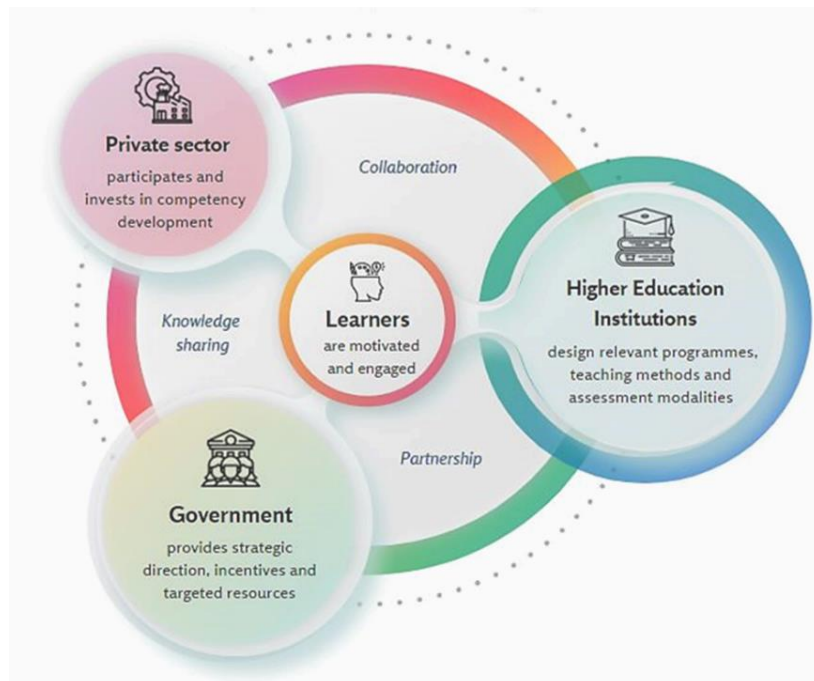 Private sector
participates and
invests in competency
development
Collaboration
Higher Education
Institutions
design relevant programmes,
teaching methods and
assessment modalities
Learners
are motivated
and engaged
Knowledge
sharing
Partnership
Government
provides strategic
direction, incentives and
targeted resources